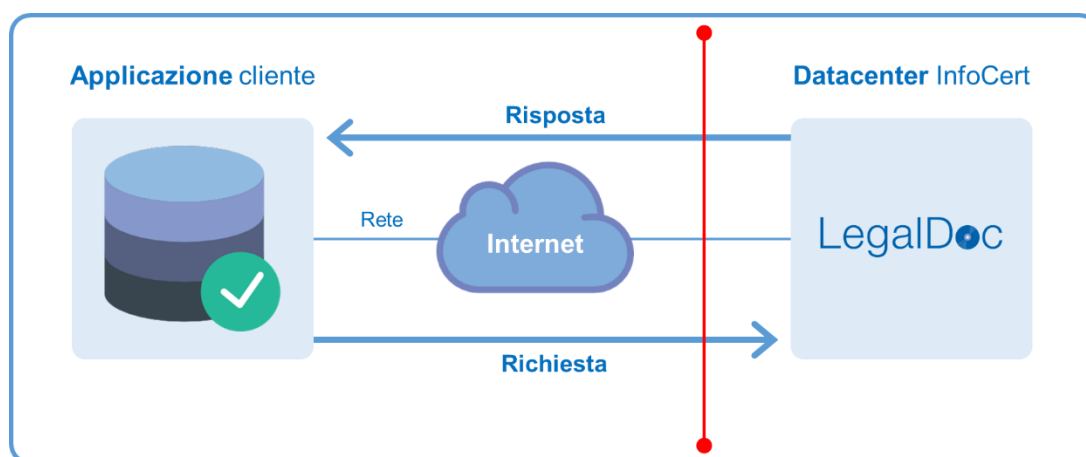 Applicazione cliente
Datacenter InfoCert
Risposta
Rete
Internet
LegalDoc
Richiesta